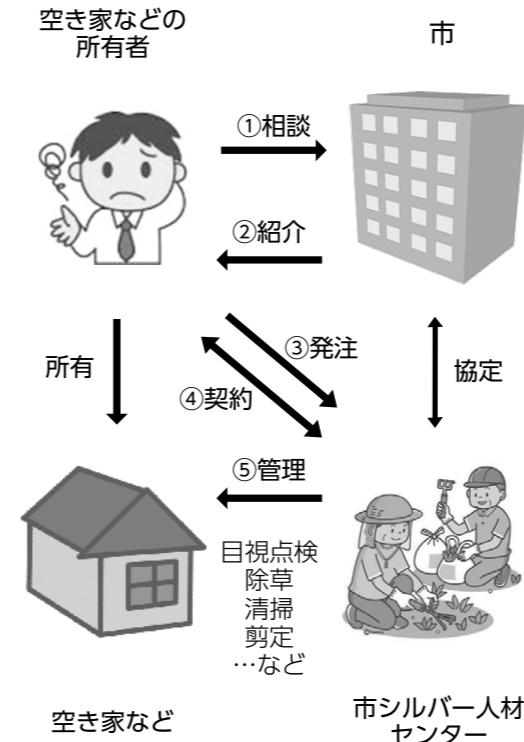 空き家などの
所有者
市
①相談
②紹介
③発注
④契約
所有
協定
⑤管理
目視点検
除草
清掃
剪定
…など
空き家など
市シルバー人材
センター